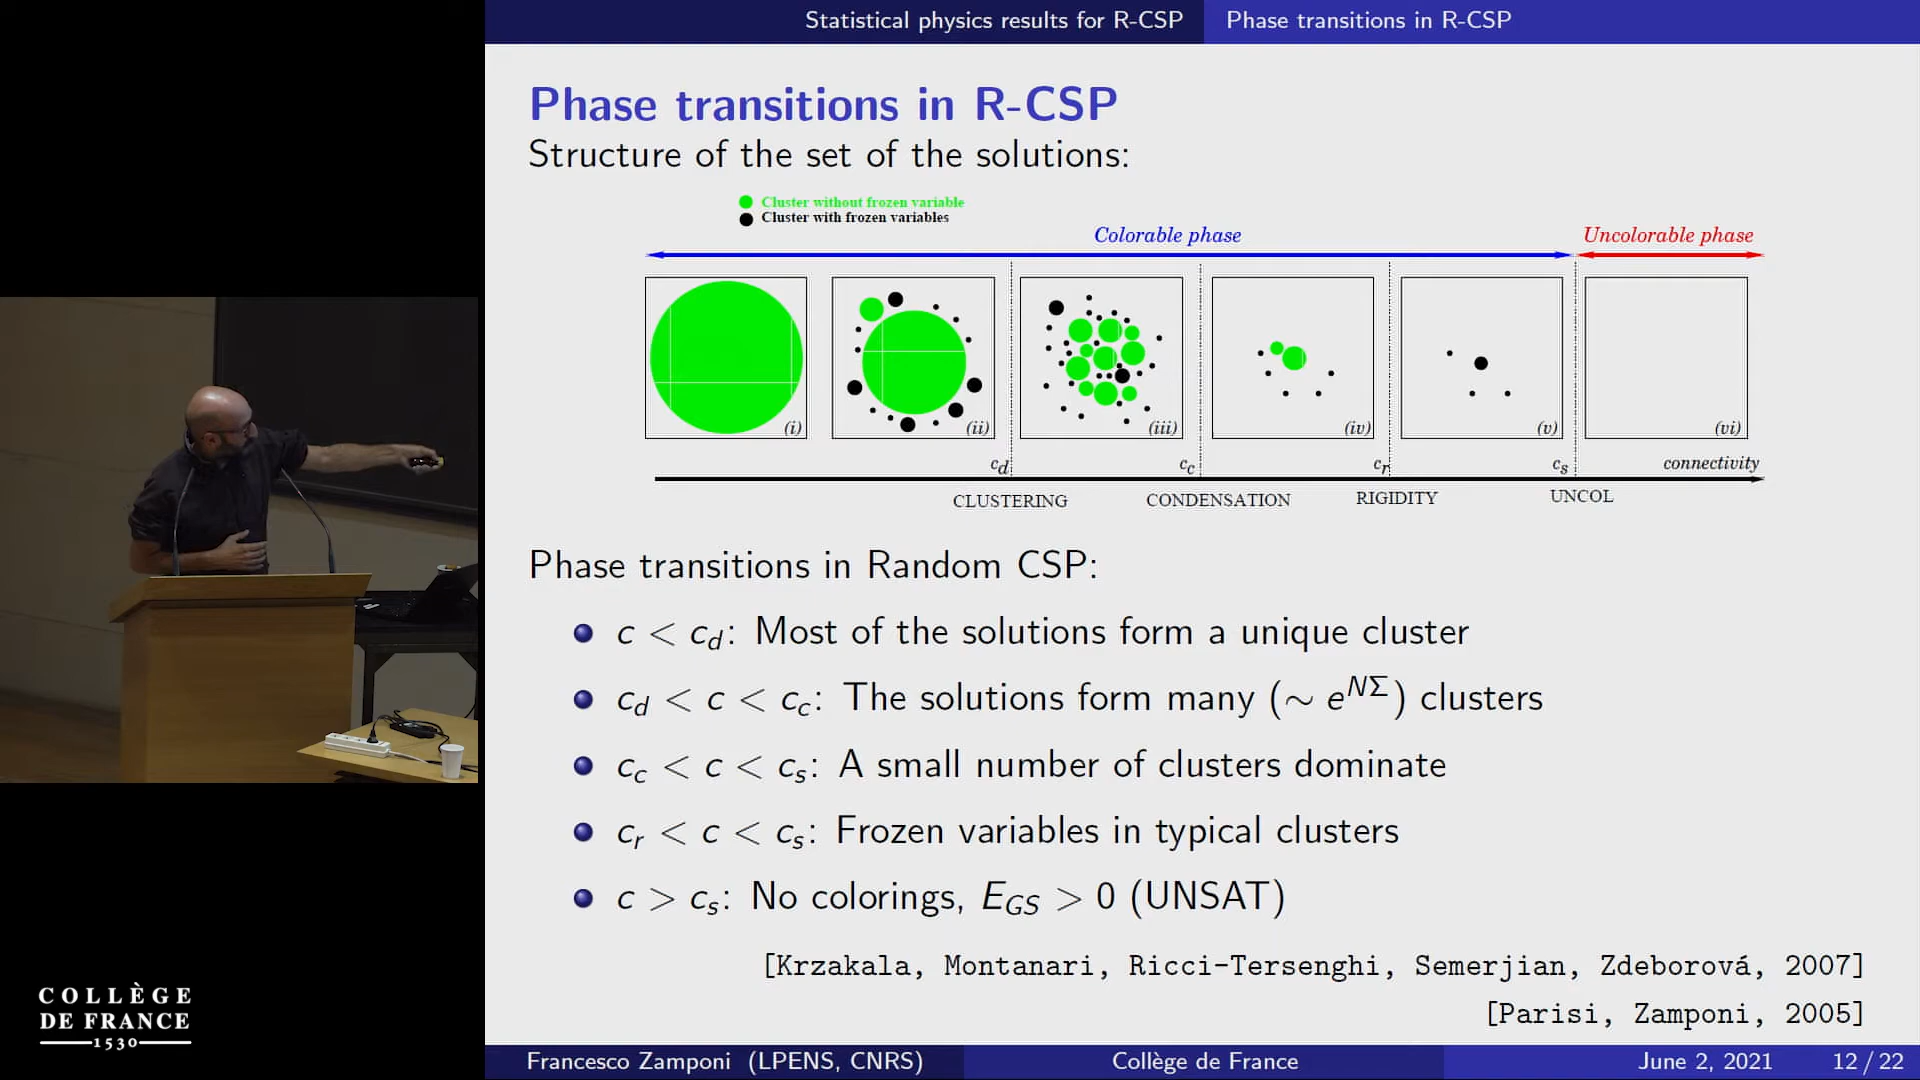 Statistical physics results for R-CSP Phase transitions in R-CSP
Phase transitions in R-CSP
Structure of the set of the solutions:
Cluster without frozen variable
Cluster with frozen variables
Colorable phase Uncolorable phase
(i) (ii) (iii) (iv) (v) (vi)
c_d c_c c_r c_s connectivity
CLUSTERING CONDENSATION RIGIDITY UNCOL
Phase transitions in Random CSP:
c < c_d: Most of the solutions form a unique cluster
c_d < c < c_c: The solutions form many (∼ e^{NΣ}) clusters
c_c < c < c_s: A small number of clusters dominate
c_r < c < c_s: Frozen variables in typical clusters
c > c_s: No colorings, E_{GS} > 0 (UNSAT)
[Krzakala, Montanari, Ricci-Tersenghi, Semerjian, Zdeborová, 2007]
[Parisi, Zamponi, 2005]
COLLÈGE
DE FRANCE
1530
Francesco Zamponi (LPENS, CNRS) Collège de France June 2, 2021 12 / 22